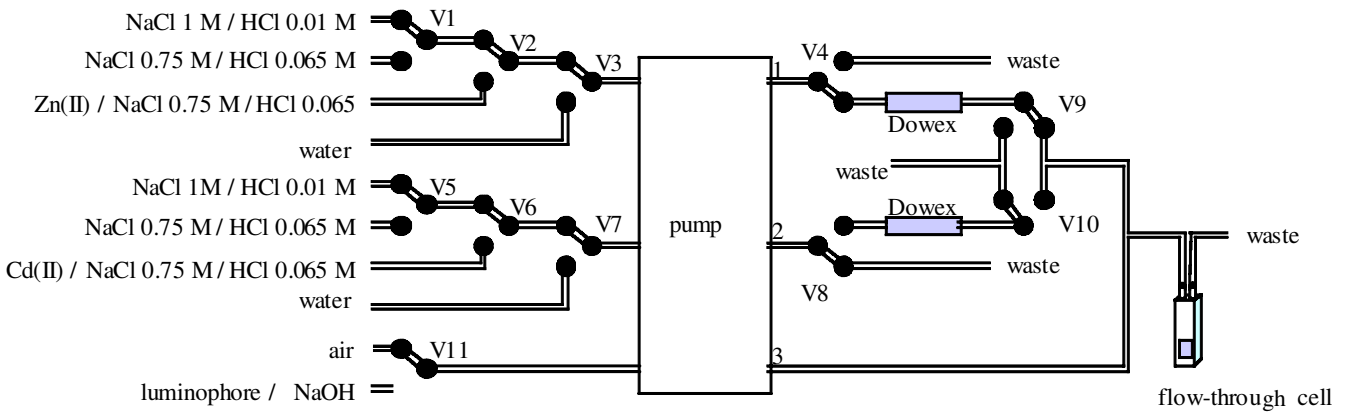 NaCl 1 M / HCl 0.01 M
V1
NaCl 0.75 M / HCl 0.065 M
V2
V3
Zn(II) / NaCl 0.75 M / HCl 0.065
water
NaCl 1M / HCl 0.01 M
V5
NaCl 0.75 M / HCl 0.065 M
V6
V7
Cd(II) / NaCl 0.75 M / HCl 0.065 M
water
air
V11
luminophore / NaOH
pump
1
2
3
V4
waste
Dowex
V9
waste
Dowex
V10
waste
V8
waste
flow-through cell